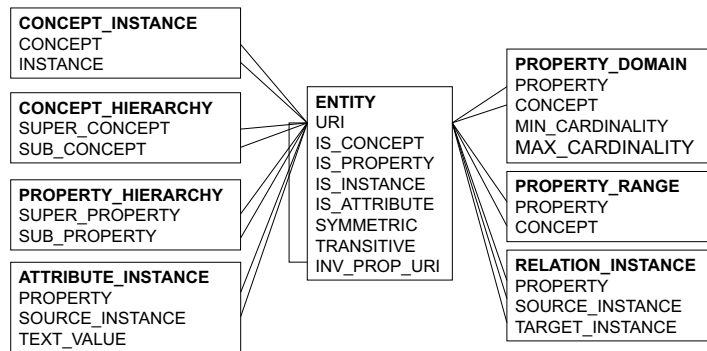 CONCEPT_INSTANCE
CONCEPT
INSTANCE
CONCEPT_HIERARCHY
SUPER_CONCEPT
SUB_CONCEPT
PROPERTY_HIERARCHY
SUPER_PROPERTY
SUB_PROPERTY
ATTRIBUTE_INSTANCE
PROPERTY
SOURCE_INSTANCE
TEXT_VALUE
ENTITY
URI
IS_CONCEPT
IS_PROPERTY
IS_INSTANCE
IS_ATTRIBUTE
SYMMETRIC
TRANSITIVE
INV_PROP_URI
PROPERTY_DOMAIN
PROPERTY
CONCEPT
MIN_CARDINALITY
MAX_CARDINALITY
PROPERTY_RANGE
PROPERTY
CONCEPT
RELATION_INSTANCE
PROPERTY
SOURCE_INSTANCE
TARGET_INSTANCE